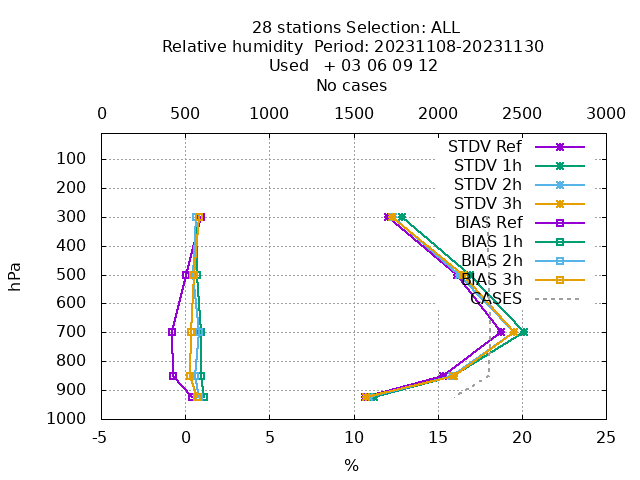 28 stations Selection: ALL
Relative humidity  Period: 20231108-20231130
Used   + 03 06 09 12
No cases
0 500 1000 1500 2000 2500 3000
100
200
300
400
500
600
700
800
900
1000
hPa
STDV Ref
STDV 1h
STDV 2h
STDV 3h
BIAS Ref
BIAS 1h
BIAS 2h
BIAS 3h
CASES
-5 0 5 10 15 20 25
%